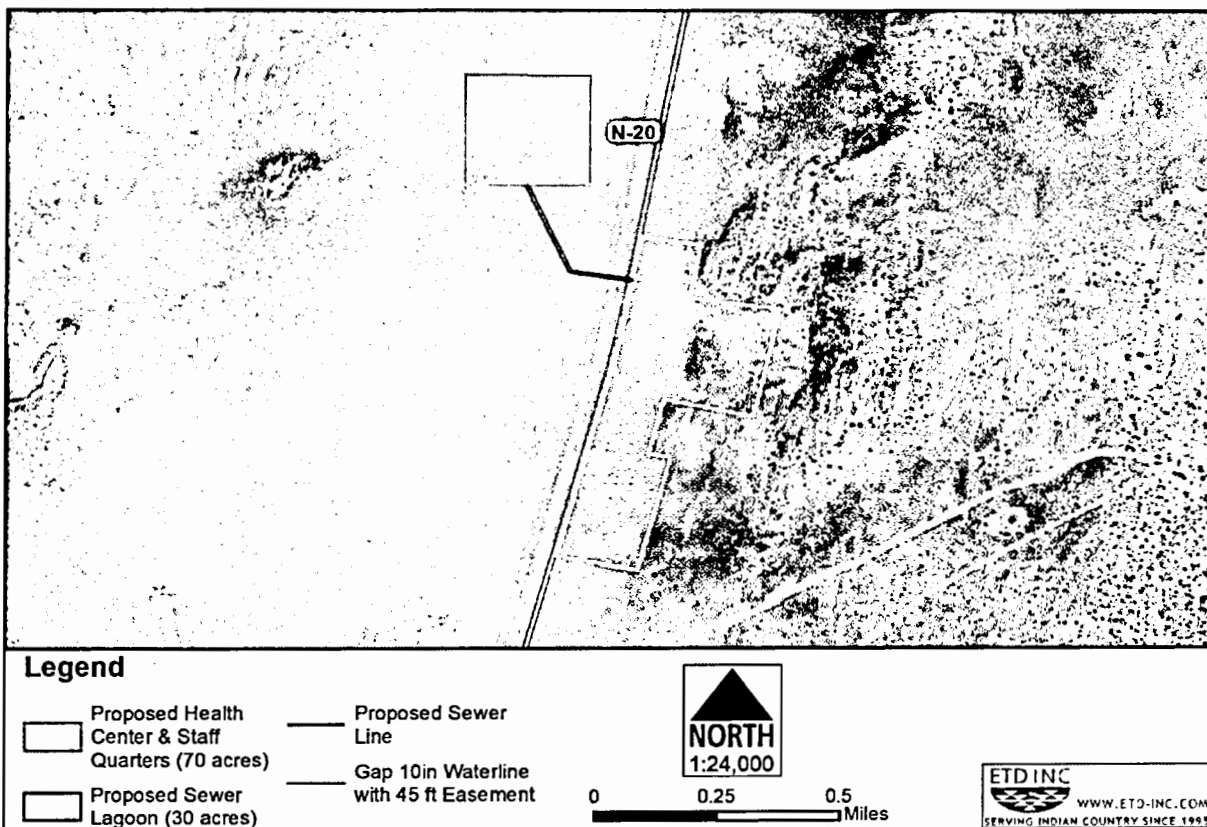 N-20
Legend
Proposed Health
Center & Staff
Quarters (70 acres)
Proposed Sewer
Lagoon (30 acres)
Proposed Sewer
Line
Gap 10in Waterline
with 45 ft Easement
NORTH
1:24,000
0 0.25 0.5
Miles
ETD INC
WWW.ETD-INC.COM
SERVING INDIAN COUNTRY SINCE 1993